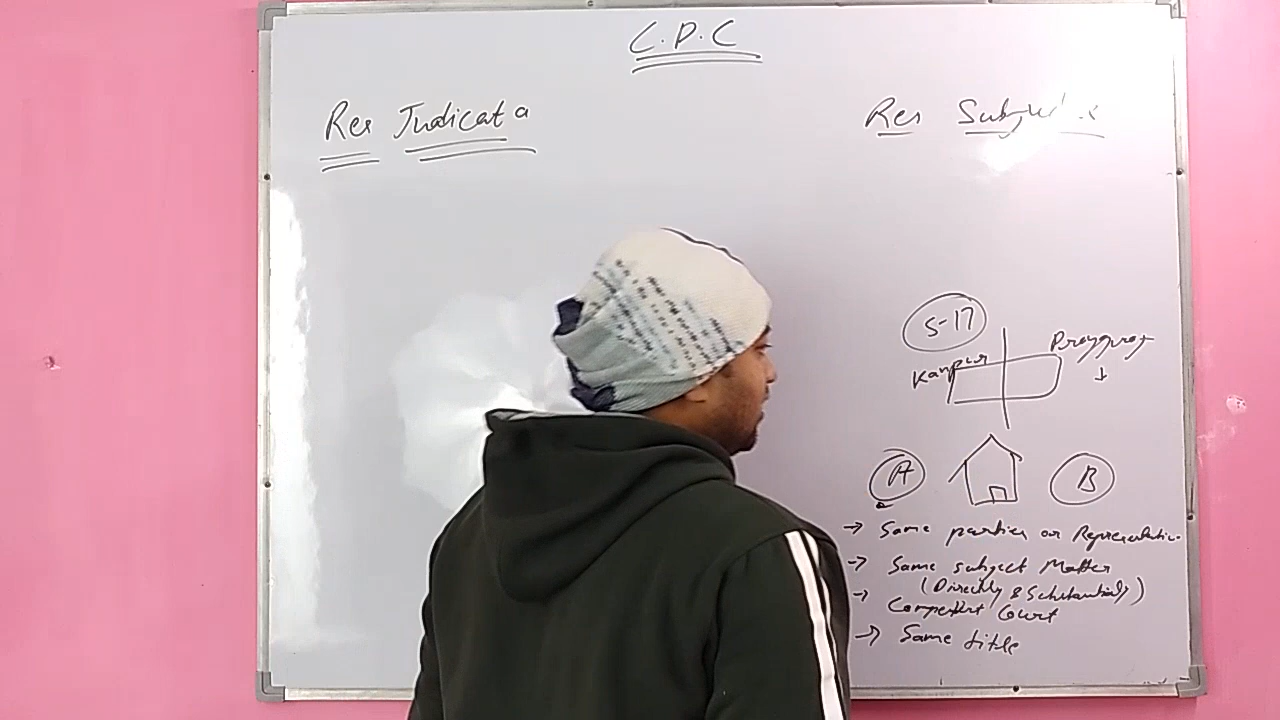 C.P.C
Res Judicata
Res
S-17
Kanpur
Prayagraj
A
B
→ Same parties or Representative
→ Same subject Matter
(Directly & Substantially)
→ Competent Court
→ Same title